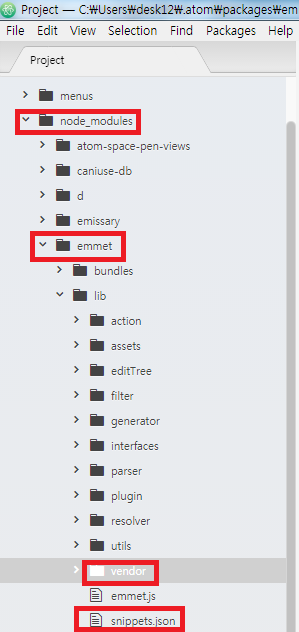 Project — C:₩Users₩desk12₩.atom₩packages₩em
File Edit View Selection Find Packages Help
Project
menus
node_modules
atom-space-pen-views
caniuse-db
d
emissary
emmet
bundles
lib
action
assets
editTree
filter
generator
interfaces
parser
plugin
resolver
utils
vendor
emmet.js
snippets.json